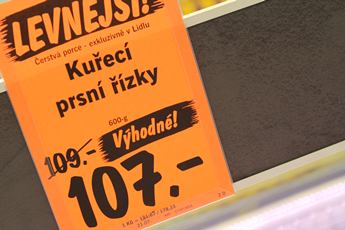 LEVNĚJŠÍ!
Čerstvá porce - exkluzivně v Lidlu
Kuřecí
prsní řízky
600-g
Výhodné!
109.-
107.-